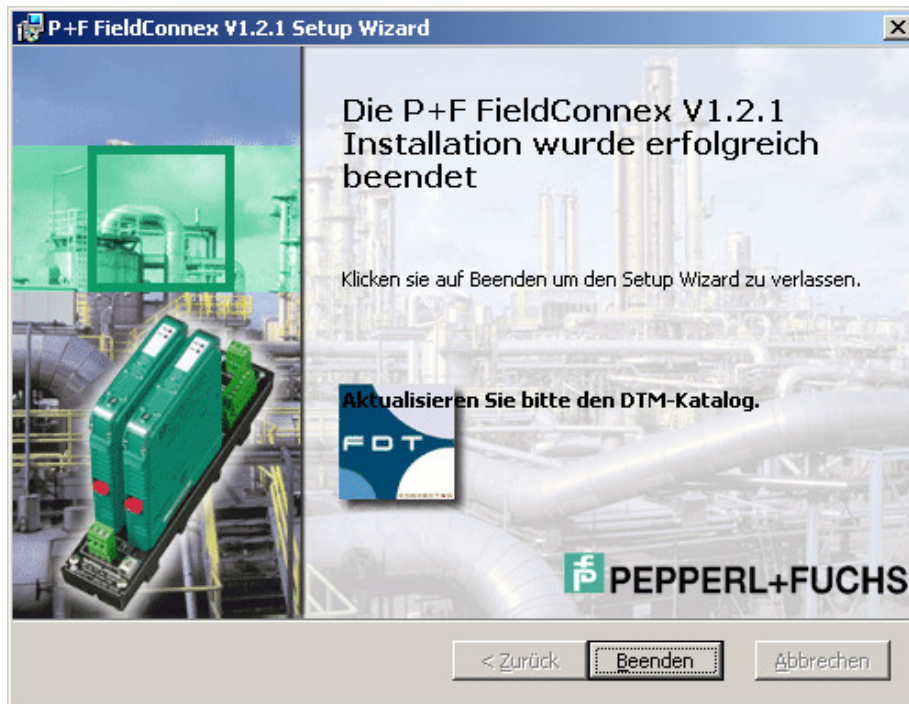 P+F FieldConnex V1.2.1 Setup Wizard
Die P+F FieldConnex V1.2.1
Installation wurde erfolgreich
beendet
Klicken sie auf Beenden um den Setup Wizard zu verlassen.
Aktualisieren Sie bitte den DTM-Katalog.
FDT
PEPPERL+FUCHS
< Zurück
Beenden
Abbrechen